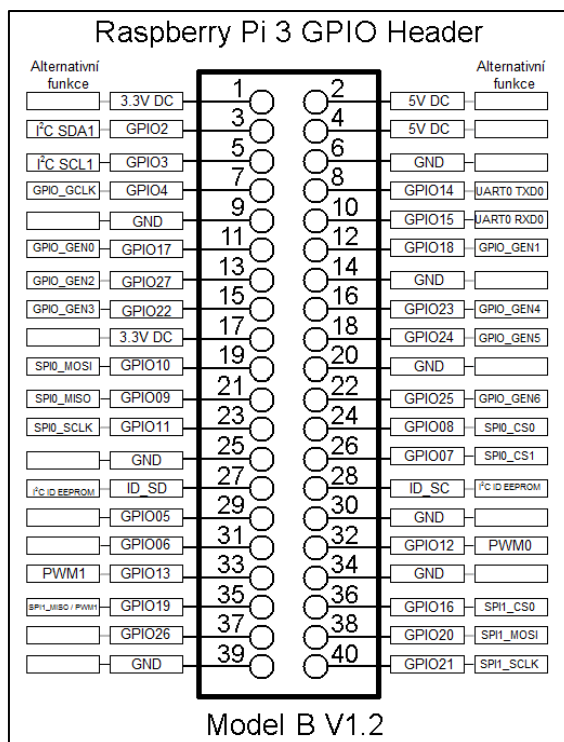 Raspberry Pi 3 GPIO Header
Alternativní funkce Alternativní funkce
3.3V DC 1 2 5V DC
I²C SDA1 GPIO2 3 4 5V DC
I²C SCL1 GPIO3 5 6 GND
GPIO_GCLK GPIO4 7 8 GPIO14 UART0 TXD0
GND 9 10 GPIO15 UART0 RXD0
GPIO_GEN0 GPIO17 11 12 GPIO18 GPIO_GEN1
GPIO_GEN2 GPIO27 13 14 GND
GPIO_GEN3 GPIO22 15 16 GPIO23 GPIO_GEN4
3.3V DC 17 18 GPIO24 GPIO_GEN5
SPI0_MOSI GPIO10 19 20 GND
SPI0_MISO GPIO09 21 22 GPIO25 GPIO_GEN6
SPI0_SCLK GPIO11 23 24 GPIO08 SPI0_CS0
GND 25 26 GPIO07 SPI0_CS1
I²C ID EEPROM ID_SD 27 28 ID_SC I²C ID EEPROM
GPIO05 29 30 GND
GPIO06 31 32 GPIO12 PWM0
PWM1 GPIO13 33 34 GND
SPI1_MISO / PWM1 GPIO19 35 36 GPIO16 SPI1_CS0
GPIO26 37 38 GPIO20 SPI1_MOSI
GND 39 40 GPIO21 SPI1_SCLK
Model B V1.2